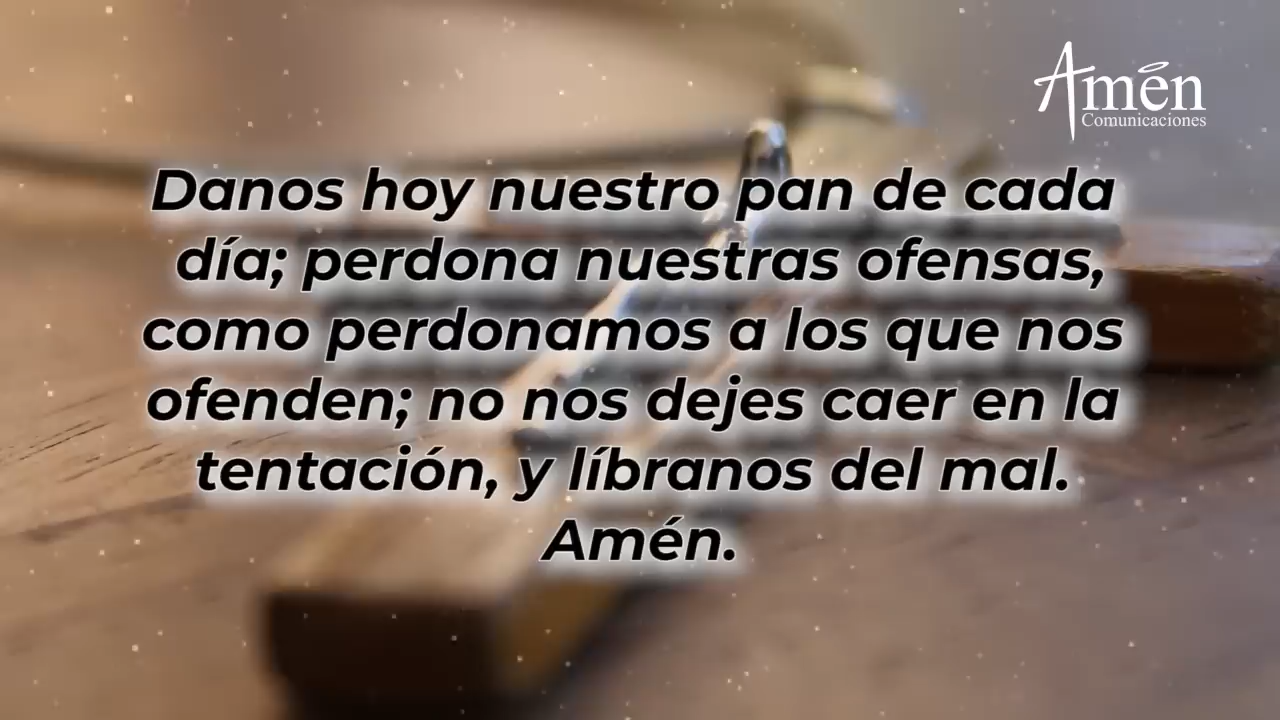 Amén
Comunicaciones
Danos hoy nuestro pan de cada
día; perdona nuestras ofensas,
como perdonamos a los que nos
ofenden; no nos dejes caer en la
tentación, y líbranos del mal.
Amén.